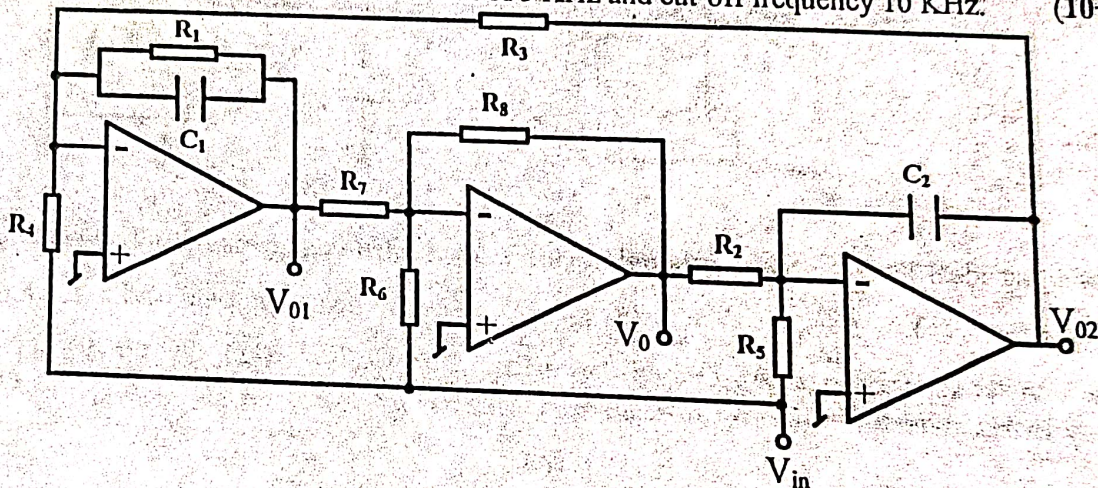 and cut off frequency 10 KHz. (10
R₃
R₁
C₁
R₈
R₇
C₂
R₄
R₂
V₀₁
R₆
V₀
R₅
V₀₂
Vᵢₙ
- + - + - +